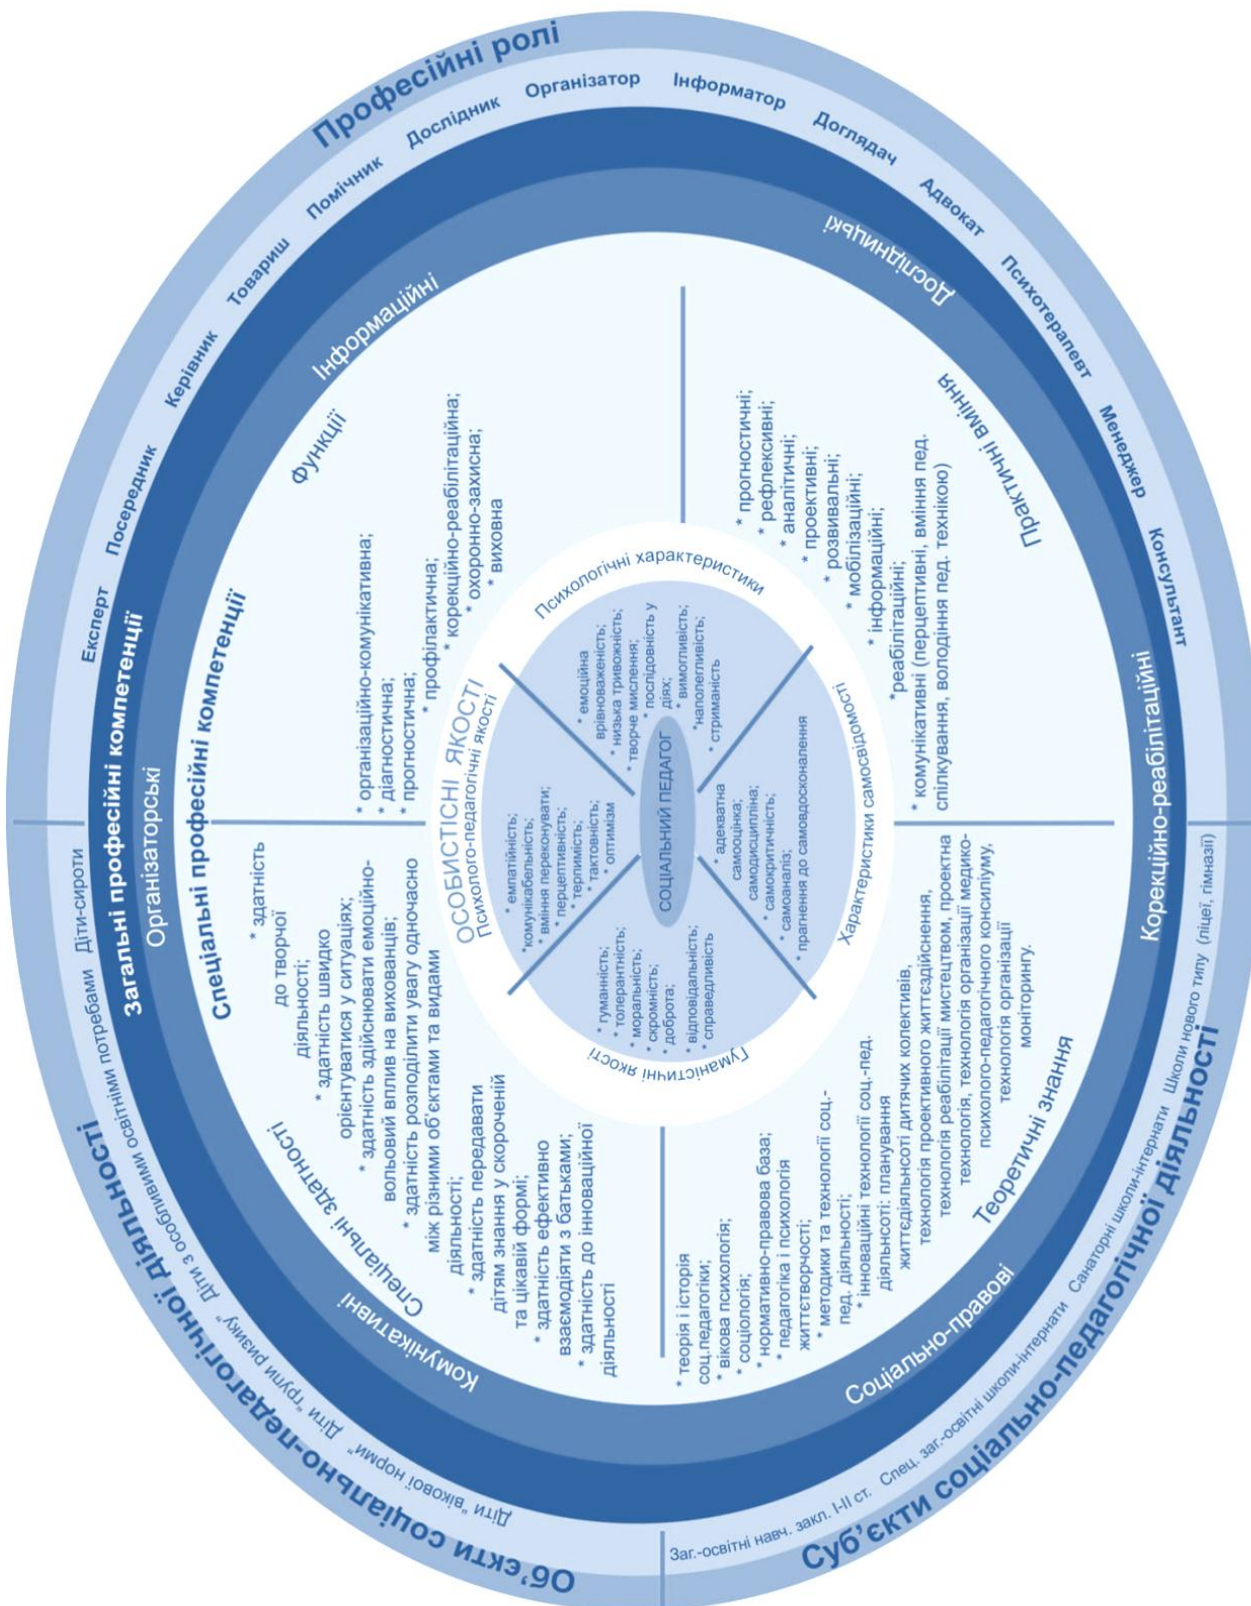 Професійні ролі
Експерт
Посередник
Керівник
Товариш
Помічник
Дослідник
Організатор
Інформатор
Доглядач
Адвокат
Психотерапевт
Менеджер
Консультант
Об'єкти соціально-педагогічної діяльності
Діти "вікової норми"
Діти "групи ризику"
Діти з особливими освітніми потребами
Діти-сироти
Суб'єкти соціально-педагогічної діяльності
Заг.-освітні навч. закл. І-ІІ ст.
Спец. заг.-освітні школи-інтернати
Санаторні школи-інтернати
Школи нового типу (ліцеї, гімназії)
Загальні професійні компетенції
Організаторські
Інформаційні
Дослідницькі
Корекційно-реабілітаційні
Соціально-правові
Комунікативні
Спеціальні професійні компетенції
Функції
* організаційно-комунікативна;
* діагностична;
* прогностична;
* профілактична;
* корекційно-реабілітаційна;
* охоронно-захисна;
* виховна
Практичні вміння
* прогностичні;
* рефлексивні;
* аналітичні;
* проективні;
* розвивальні;
* мобілізаційні;
* інформаційні;
*реабілітаційні;
* комунікативні (перцептивні, вміння пед.
спілкування, володіння пед. технікою)
Спеціальні здатності
* здатність
до творчої
діяльності;
* здатність швидко
орієнтуватися у ситуаціях;
* здатність здійснювати емоційно-
вольовий вплив на вихованців;
* здатність розподілити увагу одночасно
між різними об'єктами та видами
діяльності;
* здатність передавати
дітям знання у скороченій
та цікавій формі;
* здатність ефективно
взаємодіяти з батьками;
* здатність до інноваційної
діяльності
Теоретичні знання
* теорія і історія
соц.педагогіки;
* вікова психологія;
* соціологія;
* нормативно-правова база;
* педагогіка і психологія
життєтворчості;
* методики та технології соц.-
пед. діяльності;
* інноваційні технології соц.-пед.
діяльності: планування
життєдіяльності дитячих колективів,
технологія проективного життєздійснення,
технологія реабілітації мистецтвом, проектна
технологія, технологія організації медико-
психолого-педагогічного консиліуму,
технологія організації
моніторингу.
ОСОБИСТІСНІ ЯКОСТІ
Психолого-педагогічні якості
* емпатійність;
*комунікабельність;
* вміння переконувати;
* перцептивність;
* терпимість;
* тактовність;
* оптимізм
Психологічні характеристики
* емоційна
врівноваженість;
* низька тривожність;
* творче мислення;
* послідовність у
діях;
* вимогливість;
*наполегливість;
* стриманість
Гуманістичні якості
* гуманність;
* толерантність;
* моральність;
* скромність;
* доброта;
* відповідальність;
* справедливість
Характеристики самосвідомості
* адекватна
самооцінка;
самодисципліна;
* самокритичність;
* самоаналіз;
* прагнення до самовдосконалення
СОЦІАЛЬНИЙ ПЕДАГОГ